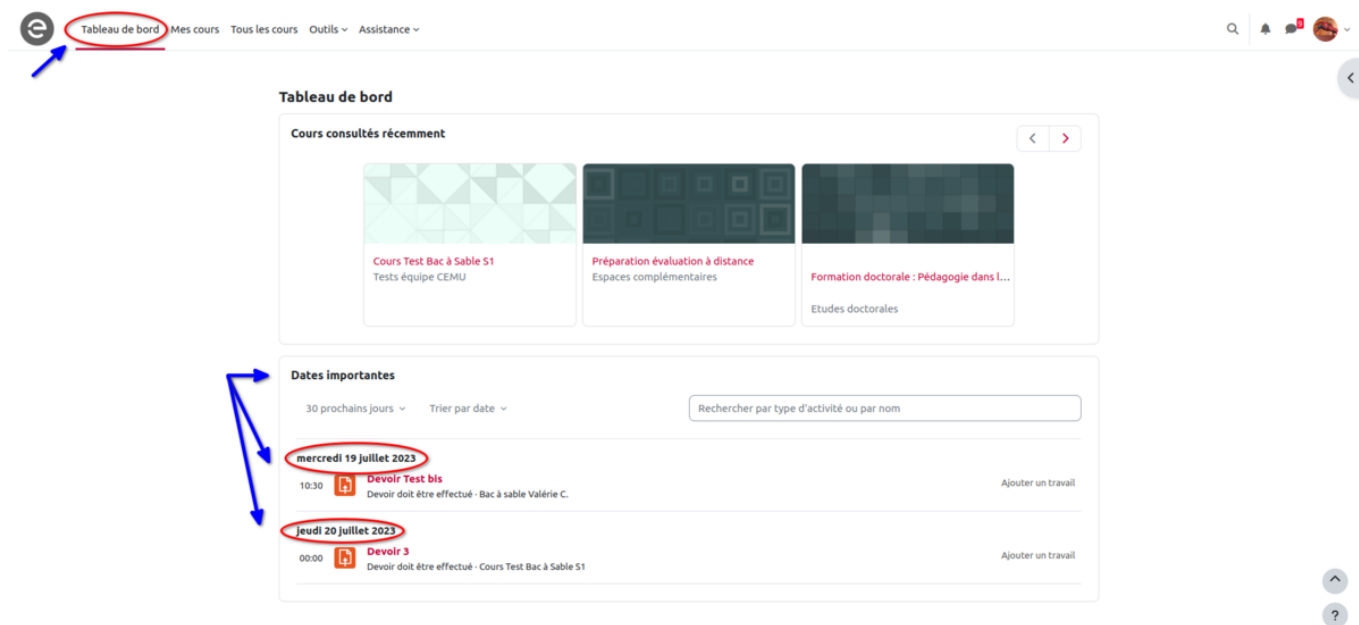 e
Tableau de bord Mes cours Tous les cours Outils Assistance
9
Tableau de bord
Cours consultés récemment
Cours Test Bac à Sable S1
Tests équipe CEMU
Préparation évaluation à distance
Espaces complémentaires
Formation doctorale : Pédagogie dans l...
Etudes doctorales
Dates importantes
30 prochains jours Trier par date Rechercher par type d'activité ou par nom
mercredi 19 juillet 2023
10:30 Devoir Test bis Ajouter un travail
Devoir doit être effectué · Bac à sable Valérie C.
jeudi 20 juillet 2023
00:00 Devoir 3 Ajouter un travail
Devoir doit être effectué · Cours Test Bac à Sable S1
?